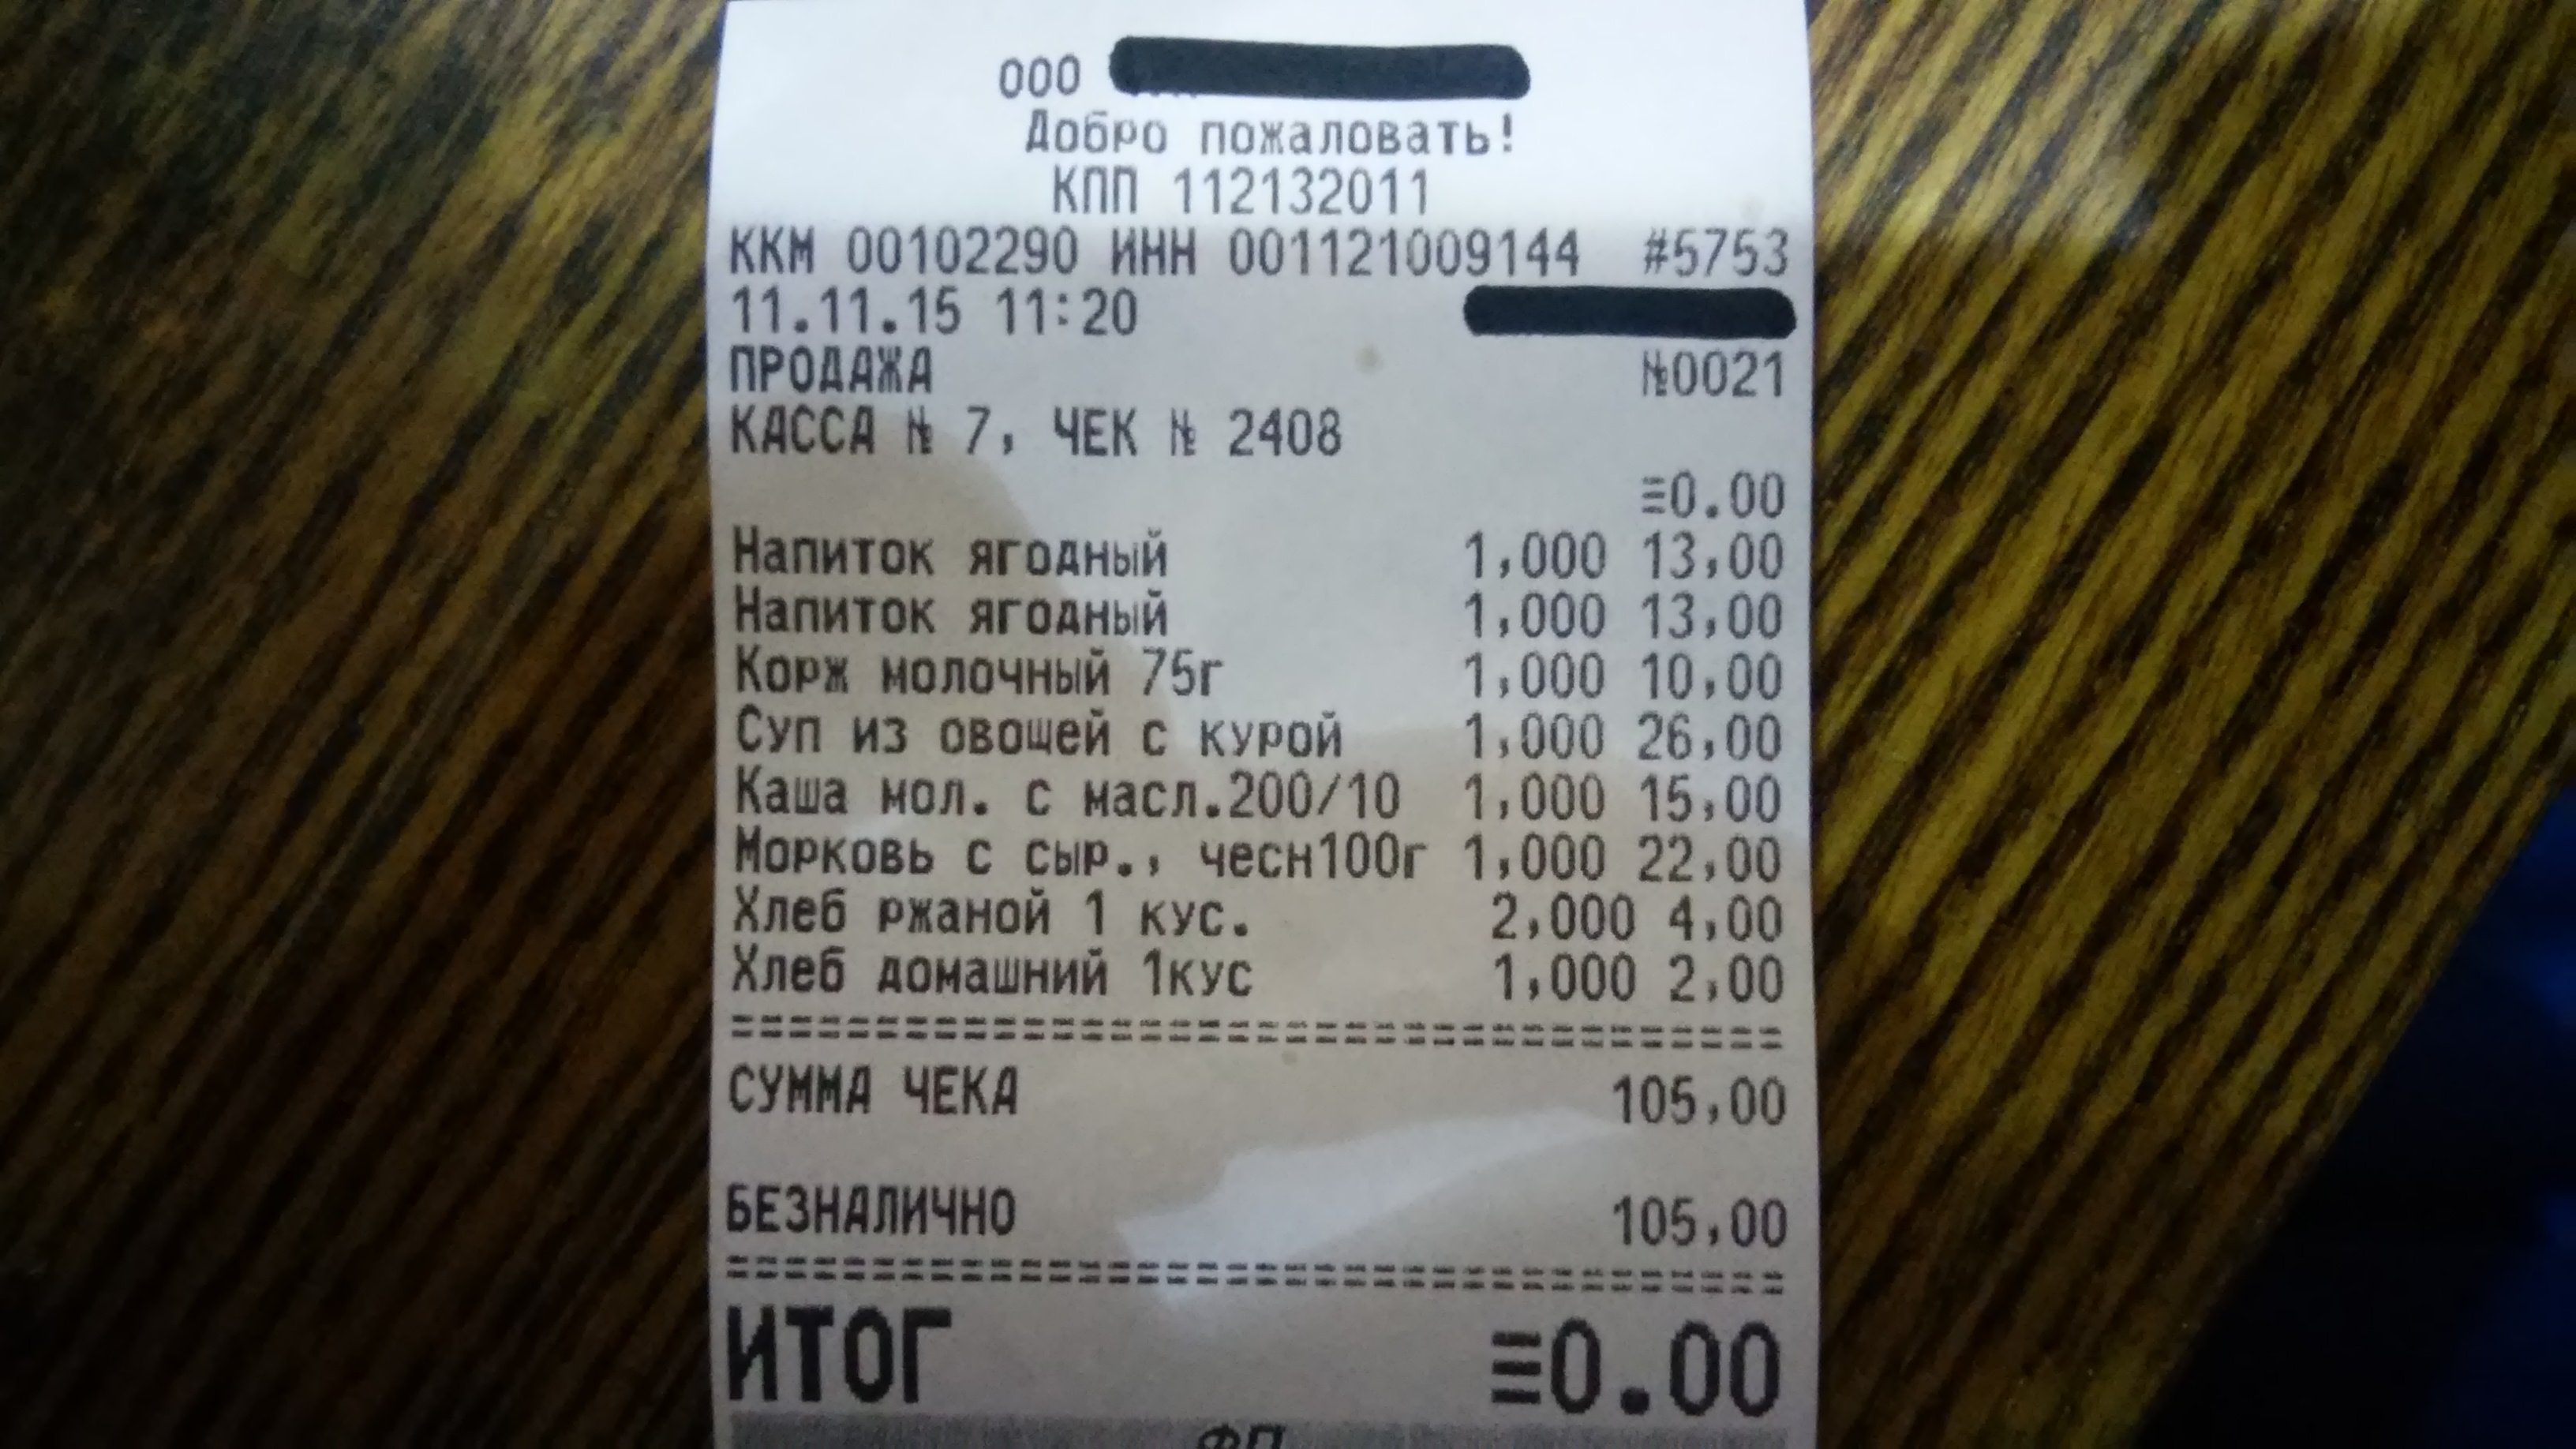 ООО
Добро пожаловать!
КПП 112132011
ККМ 00102290 ИНН 001121009144 #5753
11.11.15 11:20
ПРОДАЖА №0021
КАССА № 7, ЧЕК № 2408
≡0.00
Напиток ягодный 1,000 13,00
Напиток ягодный 1,000 13,00
Корж молочный 75г 1,000 10,00
Суп из овощей с курой 1,000 26,00
Каша мол. с масл.200/10 1,000 15,00
Морковь с сыр., чесн100г 1,000 22,00
Хлеб ржаной 1 кус. 2,000 4,00
Хлеб домашний 1кус 1,000 2,00
====================================
СУММА ЧЕКА 105,00
БЕЗНАЛИЧНО 105,00
====================================
ИТОГ ≡0.00
ФП